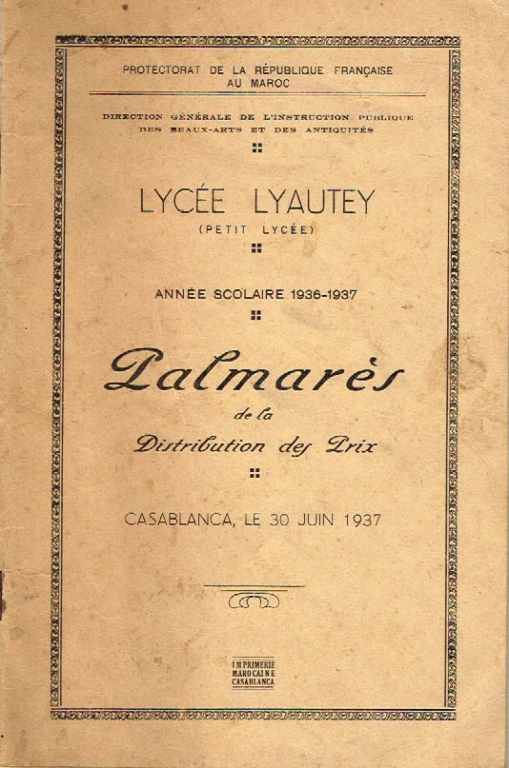 PROTECTORAT DE LA RÉPUBLIQUE FRANÇAISE
AU MAROC
DIRECTION GÉNÉRALE DE L'INSTRUCTION PUBLIQUE
DES BEAUX-ARTS ET DES ANTIQUITÉS
LYCÉE LYAUTEY
(PETIT LYCÉE)
ANNÉE SCOLAIRE 1936-1937
Palmarès
de la
Distribution des Prix
CASABLANCA, LE 30 JUIN 1937
IMPRIMERIE
MAROCAINE
CASABLANCA